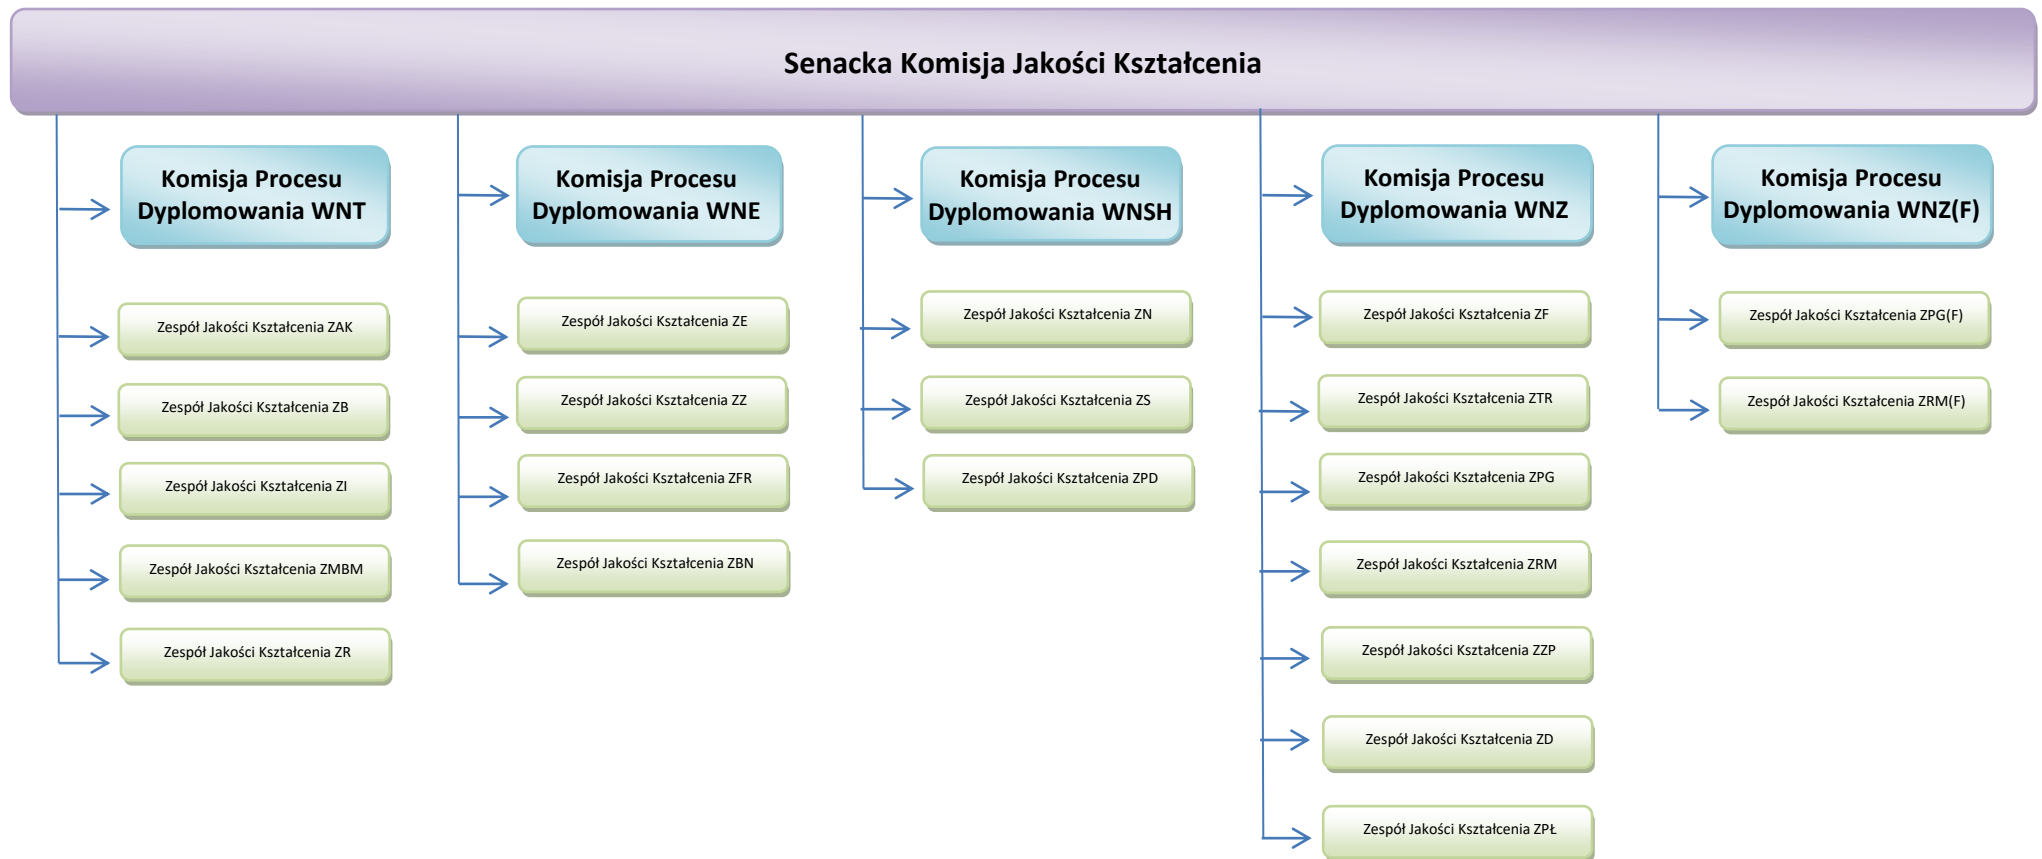 Senacka Komisja Jakości Kształcenia
Komisja Procesu
Dyplomowania WNT
Zespół Jakości Kształcenia ZAK
Zespół Jakości Kształcenia ZB
Zespół Jakości Kształcenia ZI
Zespół Jakości Kształcenia ZMBM
Zespół Jakości Kształcenia ZR
Komisja Procesu
Dyplomowania WNE
Zespół Jakości Kształcenia ZE
Zespół Jakości Kształcenia ZZ
Zespół Jakości Kształcenia ZFR
Zespół Jakości Kształcenia ZBN
Komisja Procesu
Dyplomowania WNSH
Zespół Jakości Kształcenia ZN
Zespół Jakości Kształcenia ZS
Zespół Jakości Kształcenia ZPD
Komisja Procesu
Dyplomowania WNZ
Zespół Jakości Kształcenia ZF
Zespół Jakości Kształcenia ZTR
Zespół Jakości Kształcenia ZPG
Zespół Jakości Kształcenia ZRM
Zespół Jakości Kształcenia ZZP
Zespół Jakości Kształcenia ZD
Zespół Jakości Kształcenia ZPŁ
Komisja Procesu
Dyplomowania WNZ(F)
Zespół Jakości Kształcenia ZPG(F)
Zespół Jakości Kształcenia ZRM(F)